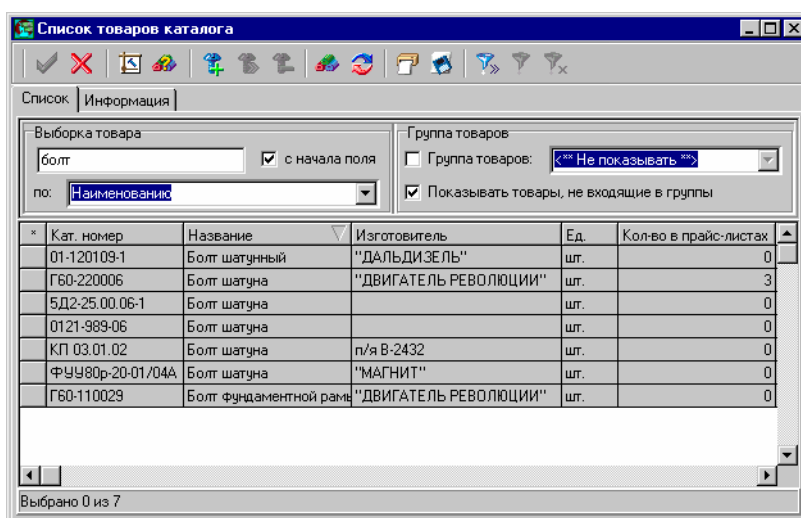 Список товаров каталога
Список Информация
Выборка товара
болт
с начала поля
по: Наименованию
Группа товаров
Группа товаров: <** Не показывать **>
Показывать товары, не входящие в группы
* Кат. номер Название Изготовитель Ед. Кол-во в прайс-листах
01-120109-1 Болт шатунный "ДАЛЬДИЗЕЛЬ" шт. 0
Г60-220006 Болт шатуна "ДВИГАТЕЛЬ РЕВОЛЮЦИИ" шт. 3
5Д2-25.00.06-1 Болт шатуна шт. 0
0121-989-06 Болт шатуна шт. 0
КП 03.01.02 Болт шатуна п/я В-2432 шт. 0
ФУУ80р-20-01/04А Болт шатуна "МАГНИТ" шт. 0
Г60-110029 Болт фундаментной рамы "ДВИГАТЕЛЬ РЕВОЛЮЦИИ" шт. 0
Выбрано 0 из 7